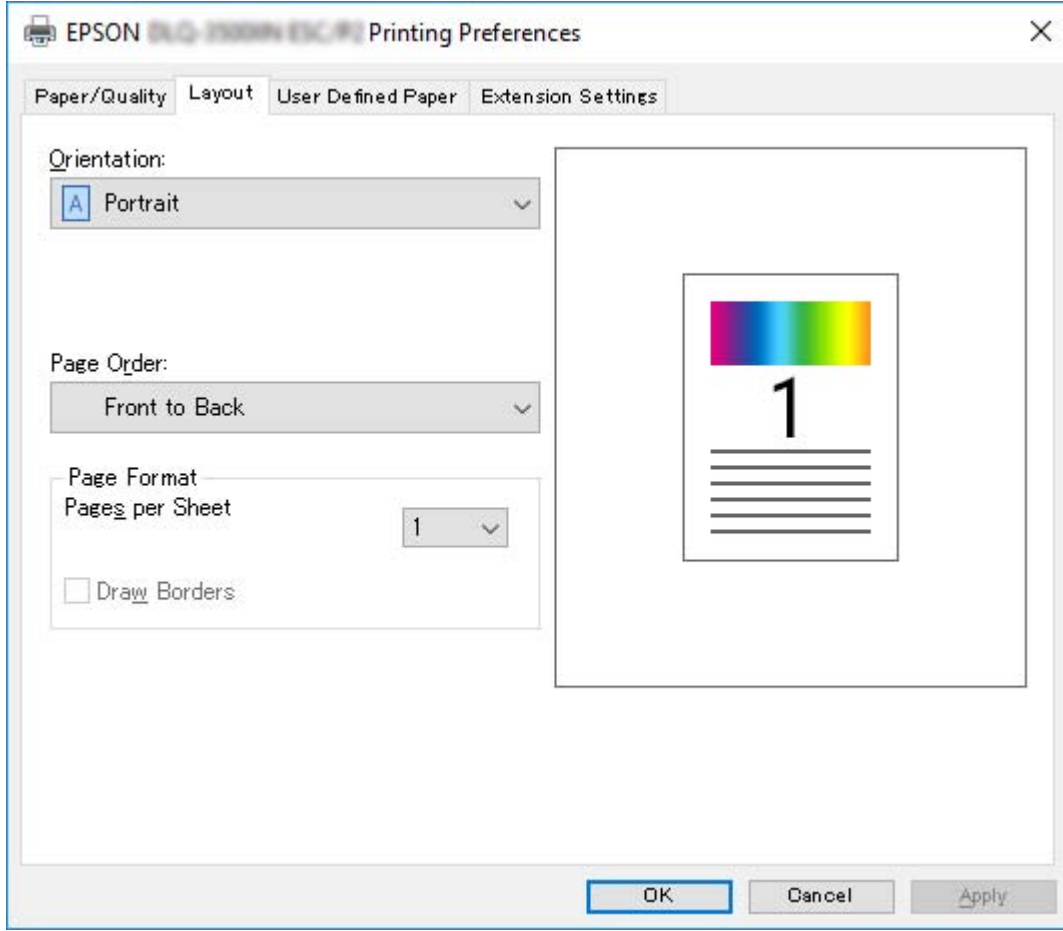 EPSON Printing Preferences
Paper/Quality Layout User Defined Paper Extension Settings
Orientation:
A Portrait
Page Order:
Front to Back
Page Format
Pages per Sheet
1
Draw Borders
1
OK Cancel Apply